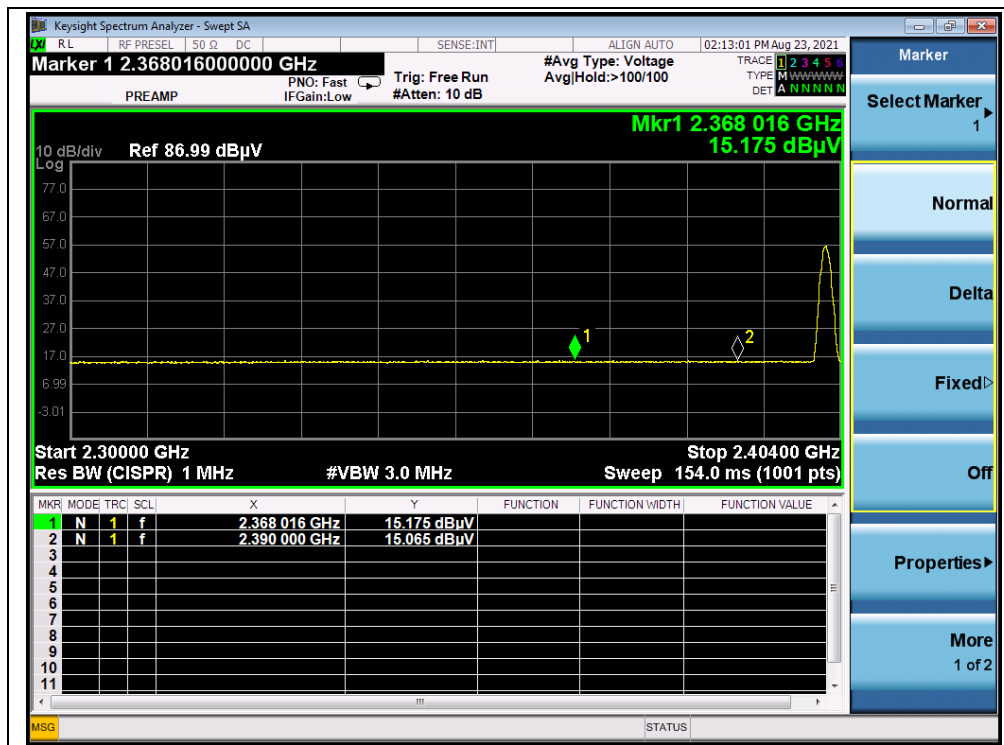 Keysight Spectrum Analyzer - Swept SA
LXI RL RF PRESEL 50 Ω DC SENSE:INT ALIGN AUTO 02:13:01 PM Aug 23, 2021
Marker 1 2.368016000000 GHz
PREAMP
PNO: Fast
IFGain:Low
Trig: Free Run
#Atten: 10 dB
#Avg Type: Voltage
Avg|Hold:>100/100
TRACE 1 2 3 4 5 6
TYPE M WWWWW
DET A N N N N N
Mkr1 2.368 016 GHz
15.175 dBµV
10 dB/div Ref 86.99 dBµV
Log
77.0
67.0
57.0
47.0
37.0
27.0
17.0
6.99
-3.01
1
2
Start 2.30000 GHz Stop 2.40400 GHz
Res BW (CISPR) 1 MHz #VBW 3.0 MHz Sweep 154.0 ms (1001 pts)
MKR MODE TRC SCL X Y FUNCTION FUNCTION WIDTH FUNCTION VALUE
1 N 1 f 2.368 016 GHz 15.175 dBµV
2 N 1 f 2.390 000 GHz 15.065 dBµV
3
4
5
6
7
8
9
10
11
MSG STATUS
Marker
Select Marker
1
Normal
Delta
Fixed
Off
Properties
More
1 of 2